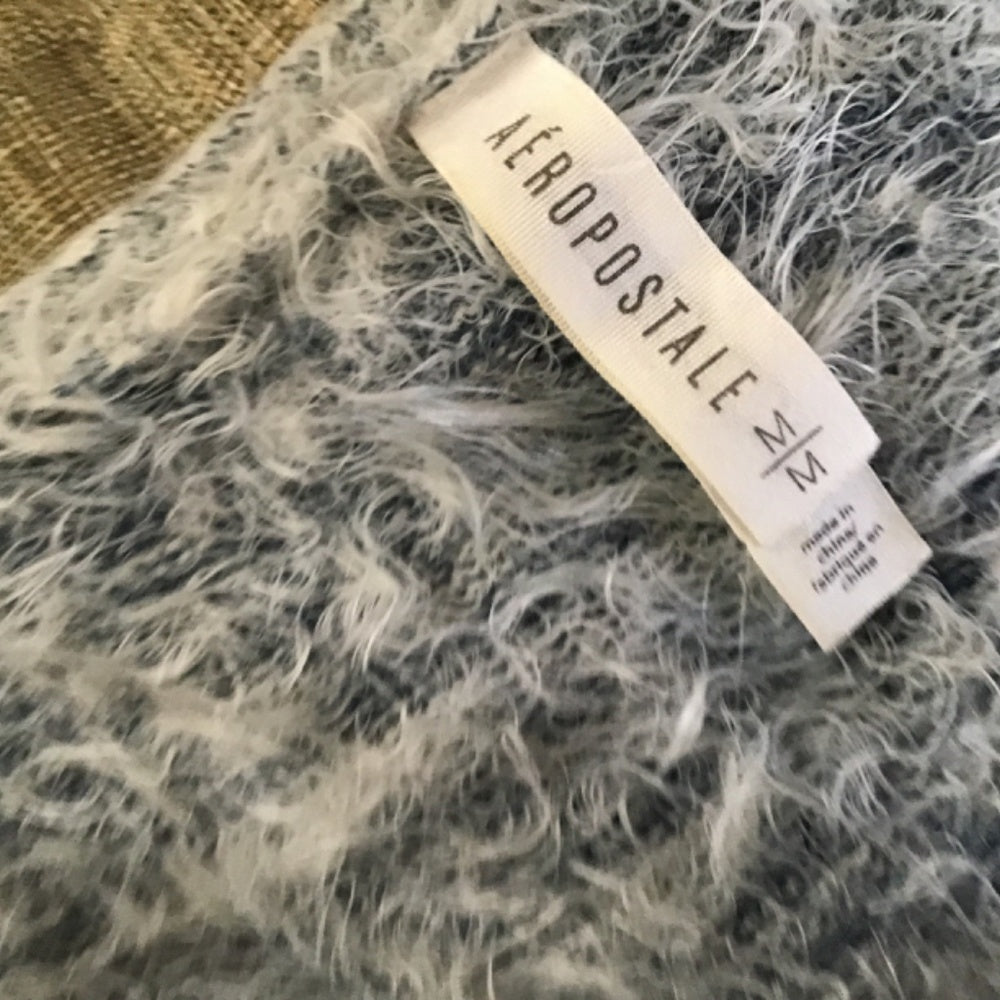 AÉROPOSTALE
M
M
made in
china/
fabriqué en
chine